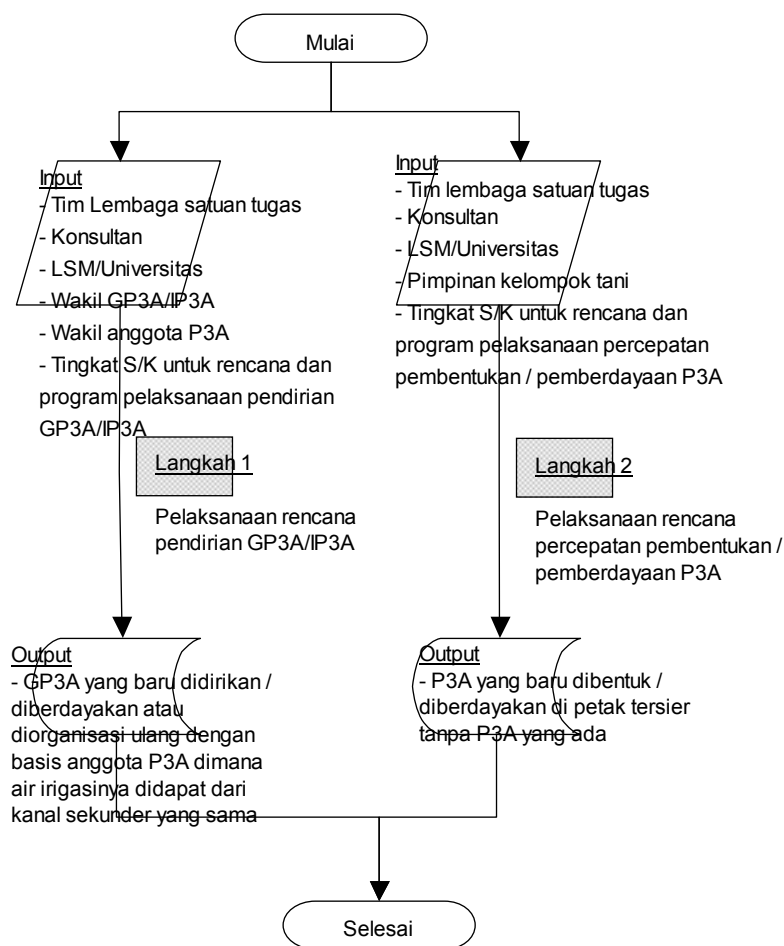 Mulai
Input
- Tim Lembaga satuan tugas
- Konsultan
- LSM/Universitas
- Wakil GP3A/IP3A
- Wakil anggota P3A
- Tingkat S/K untuk rencana dan
program pelaksanaan pendirian
GP3A/IP3A
Input
- Tim lembaga satuan tugas
- Konsultan
- LSM/Universitas
- Pimpinan kelompok tani
- Tingkat S/K untuk rencana dan
program pelaksanaan percepatan
pembentukan / pemberdayaan P3A
Langkah 1
Pelaksanaan rencana
pendirian GP3A/IP3A
Langkah 2
Pelaksanaan rencana
percepatan pembentukan /
pemberdayaan P3A
Output
- GP3A yang baru didirikan /
diberdayakan atau
diorganisasi ulang dengan
basis anggota P3A dimana
air irigasinya didapat dari
kanal sekunder yang sama
Output
- P3A yang baru dibentuk /
diberdayakan di petak tersier
tanpa P3A yang ada
Selesai